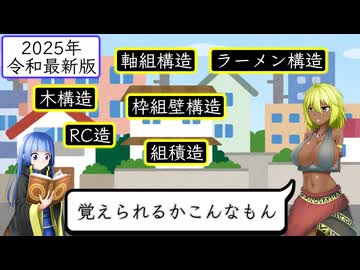 2025年
令和最新版
軸組構造
ラーメン構造
木構造
枠組壁構造
RC造
組積造
覚えられるかこんなもん